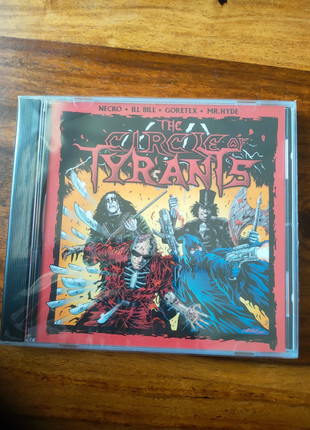 NECRO • ILL BILL • GORETEX • MR. HYDE
THE
CIRCLE OF
TYRANTS